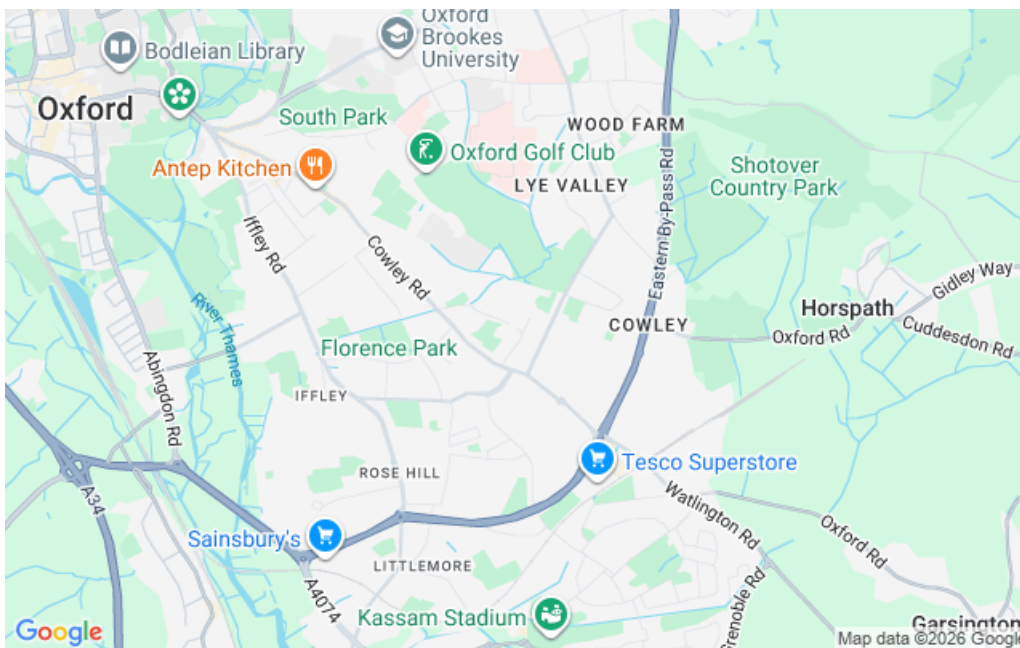 Oxford
Brookes
University
Bodleian Library
Oxford
South Park
WOOD FARM
Oxford Golf Club
Antep Kitchen
Shotover
Country Park
LYE VALLEY
Iffley Rd
Cowley Rd
Eastern By-Pass Rd
Gidley Way
Horspath
River Thames
COWLEY
Oxford Rd
Cuddesdon Rd
Florence Park
Abingdon Rd
IFFLEY
ROSE HILL
Tesco Superstore
A34
Watlington Rd
Oxford Rd
Sainsbury's
LITTLEMORE
A4074
Grenoble Rd
Kassam Stadium
Garsington
Google
Map data ©2026 Google